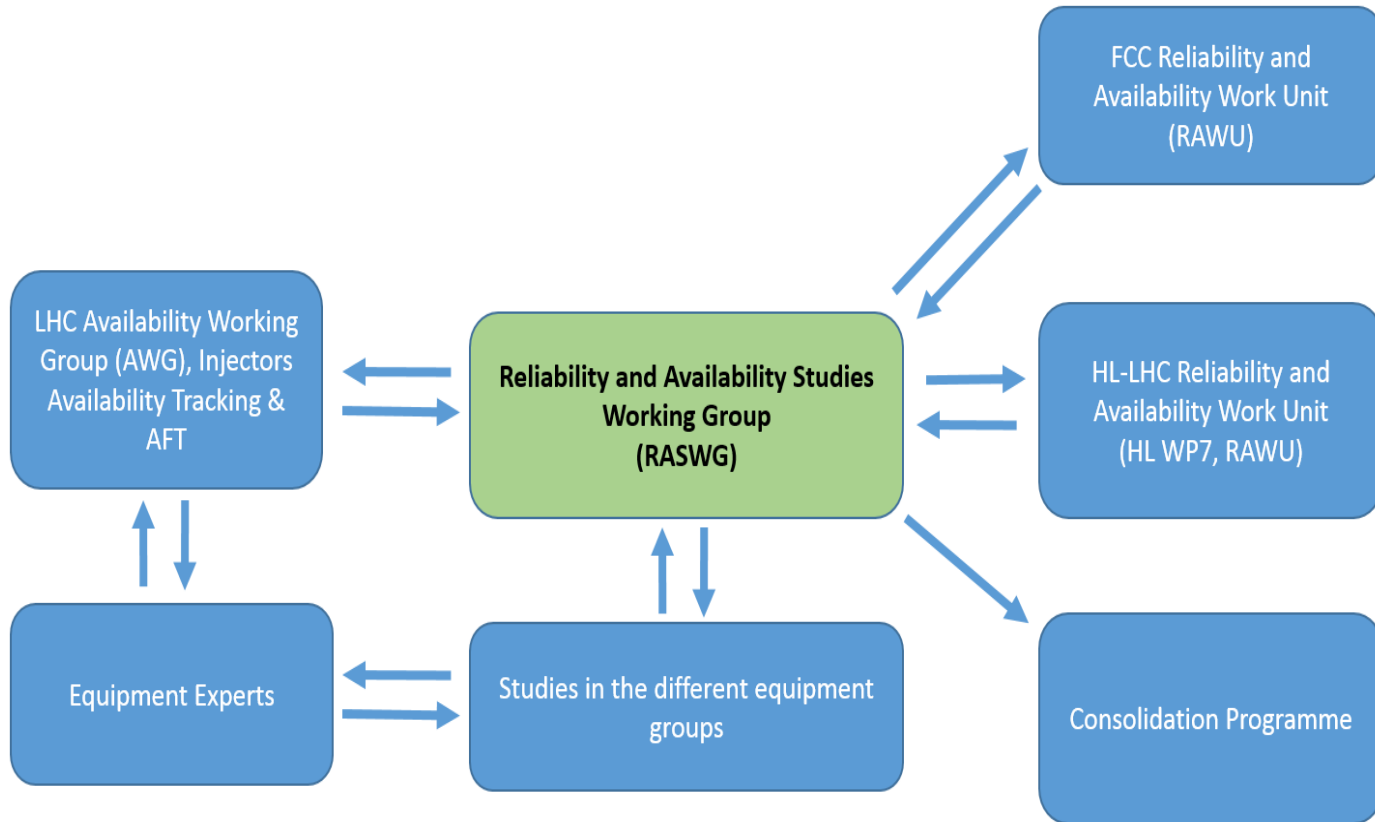 FCC Reliability and
Availability Work Unit
(RAWU)
LHC Availability Working
Group (AWG), Injectors
Availability Tracking &
AFT
Reliability and Availability Studies
Working Group
(RASWG)
HL-LHC Reliability and
Availability Work Unit
(HL WP7, RAWU)
Equipment Experts
Studies in the different equipment
groups
Consolidation Programme